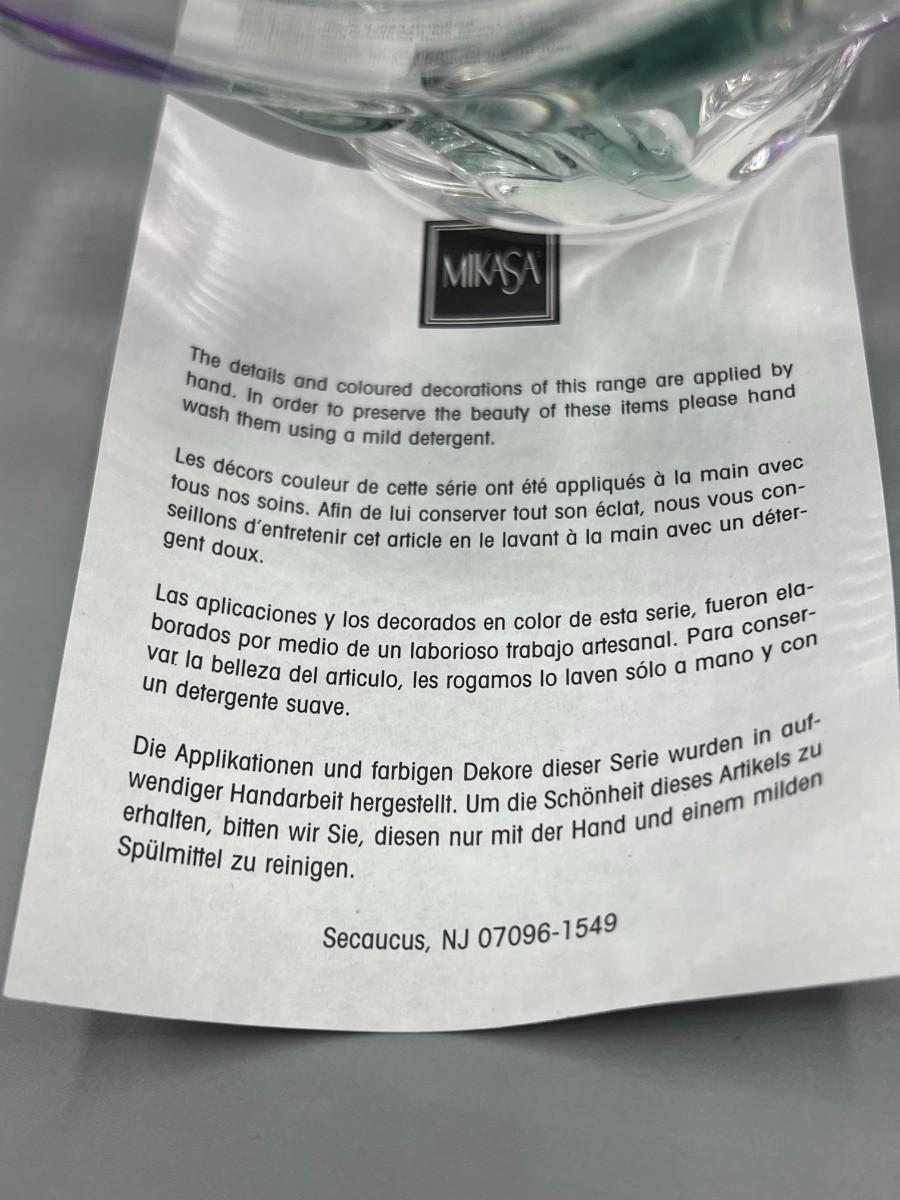 MIKASA
The details and coloured decorations of this range are applied by
hand. In order to preserve the beauty of these items please hand
wash them using a mild detergent.
Les décors couleur de cette série ont été appliqués à la main avec
tous nos soins. Afin de lui conserver tout son éclat, nous vous con-
seillons d'entretenir cet article en le lavant à la main avec un déter-
gent doux.
Las aplicaciones y los decorados en color de esta serie, fueron ela-
borados por medio de un laborioso trabajo artesanal. Para conser-
var la belleza del articulo, les rogamos lo laven sólo a mano y con
un detergente suave.
Die Applikationen und farbigen Dekore dieser Serie wurden in auf-
wendiger Handarbeit hergestellt. Um die Schönheit dieses Artikels zu
erhalten, bitten wir Sie, diesen nur mit der Hand und einem milden
Spülmittel zu reinigen.
Secaucus, NJ 07096-1549